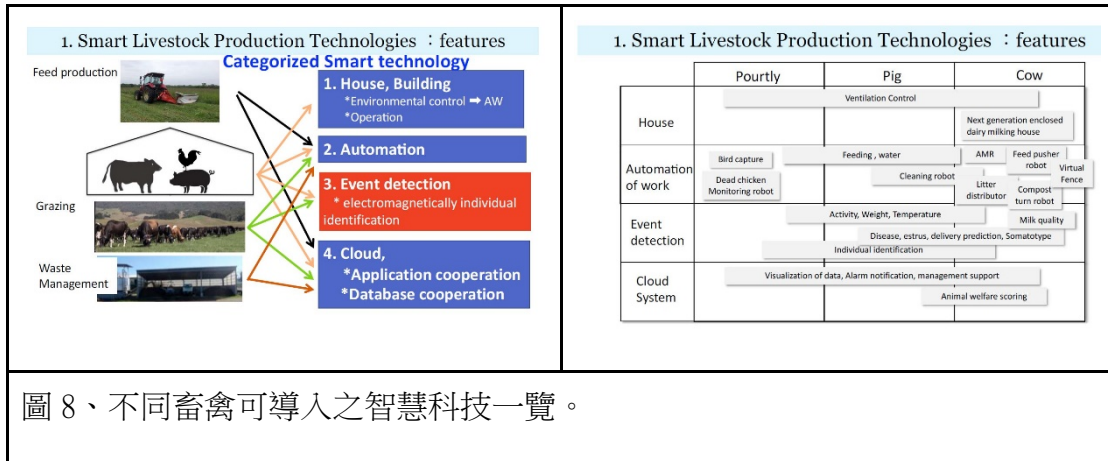 1. Smart Livestock Production Technologies ：features
Categorized Smart technology
Feed production
Grazing
Waste
Management
1. House, Building
*Environmental control ➡ AW
*Operation
2. Automation
3. Event detection
* electromagnetically individual
identification
4. Cloud,
*Application cooperation
*Database cooperation
1. Smart Livestock Production Technologies ：features
Pourtly
Pig
Cow
House
Ventilation Control
Next generation enclosed
dairy milking house
Automation
of work
Bird capture
Dead chicken
Monitoring robot
Feeding , water
Cleaning robot
AMR
Feed pusher
robot
Virtual
Fence
Litter
distributor
Compost
turn robot
Event
detection
Activity, Weight, Temperature
Milk quality
Disease, estrus, delivery prediction, Somatotype
Individual identification
Cloud
System
Visualization of data, Alarm notification, management support
Animal welfare scoring
圖 8、不同畜禽可導入之智慧科技一覽。